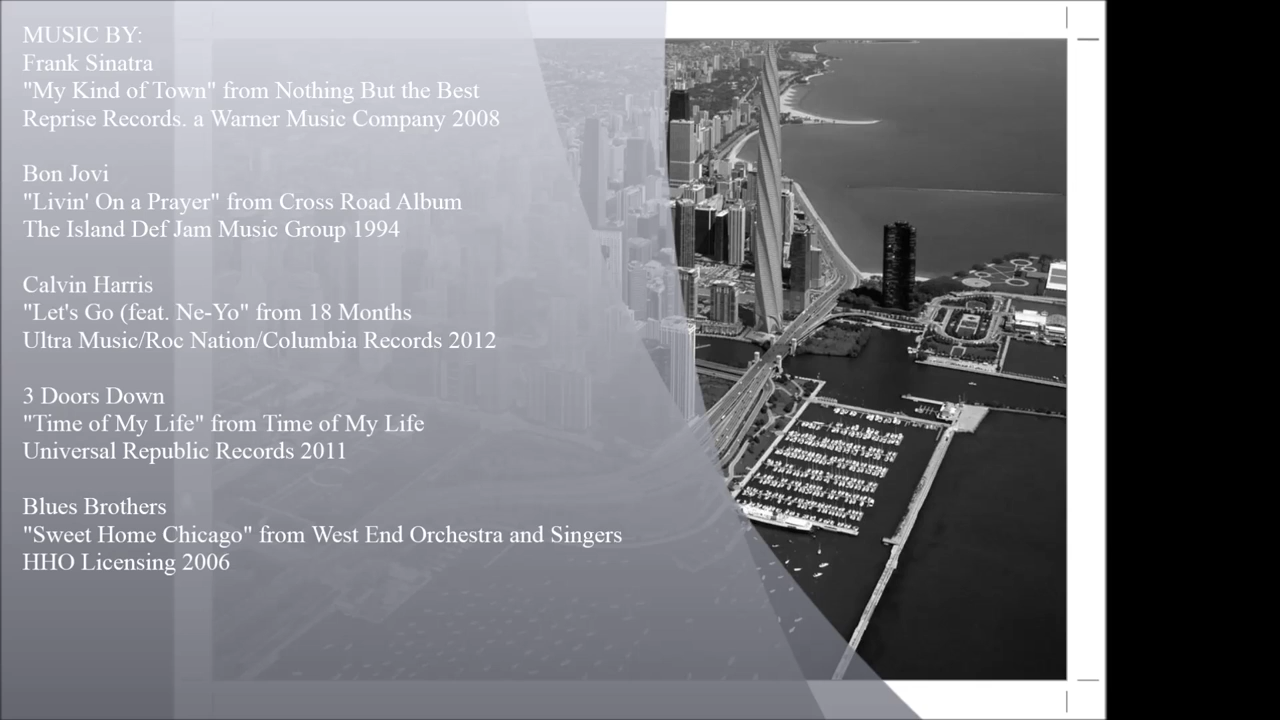 MUSIC BY:
Frank Sinatra
"My Kind of Town" from Nothing But the Best
Reprise Records. a Warner Music Company 2008
Bon Jovi
"Livin' On a Prayer" from Cross Road Album
The Island Def Jam Music Group 1994
Calvin Harris
"Let's Go (feat. Ne-Yo" from 18 Months
Ultra Music/Roc Nation/Columbia Records 2012
3 Doors Down
"Time of My Life" from Time of My Life
Universal Republic Records 2011
Blues Brothers
"Sweet Home Chicago" from West End Orchestra and Singers
HHO Licensing 2006